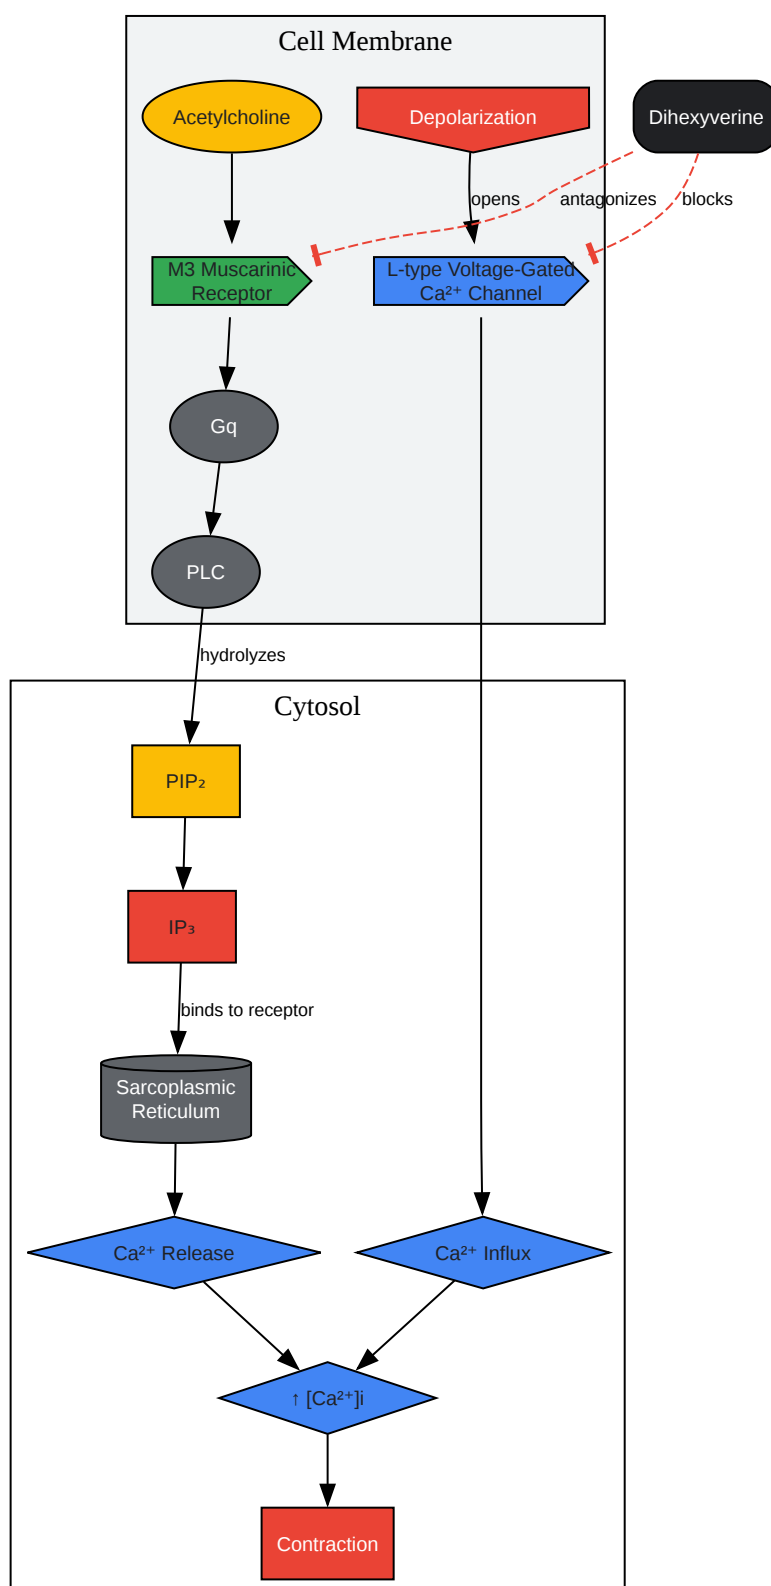 Cell Membrane
Acetylcholine
Depolarization
Dihexyverine
opens
antagonizes
blocks
M3 Muscarinic
Receptor
L-type Voltage-Gated
Ca²⁺ Channel
Gq
PLC
hydrolyzes
Cytosol
PIP₂
IP₃
binds to receptor
Sarcoplasmic
Reticulum
Ca²⁺ Release
Ca²⁺ Influx
↑ [Ca²⁺]i
Contraction